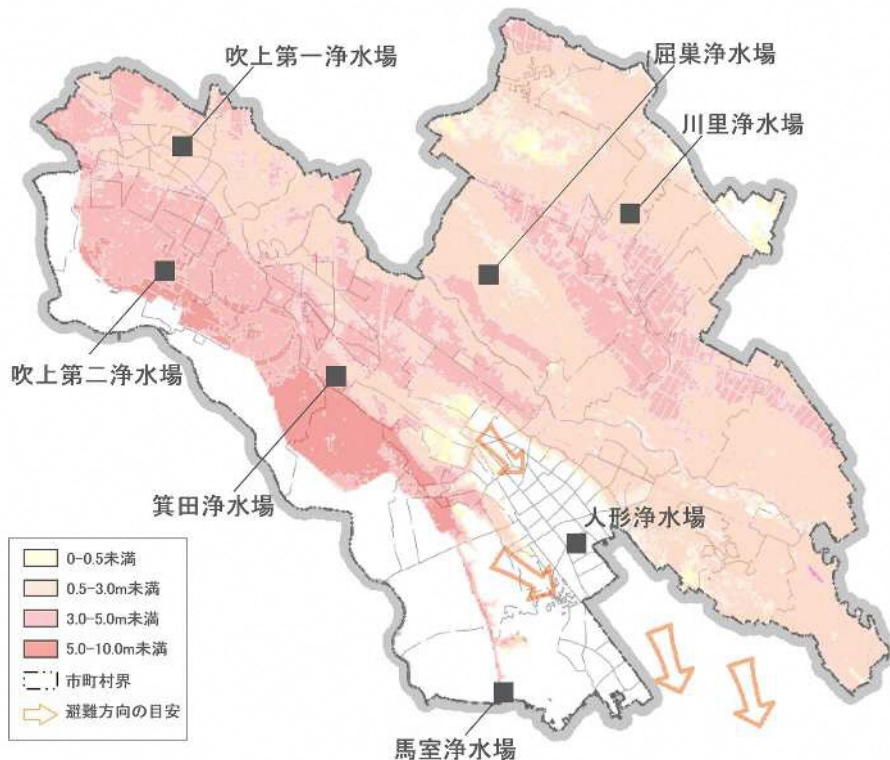 吹上第一浄水場
屈巣浄水場
川里浄水場
吹上第二浄水場
箕田浄水場
人形浄水場
馬室浄水場
0-0.5未満
0.5-3.0m未満
3.0-5.0m未満
5.0-10.0m未満
市町村界
避難方向の目安